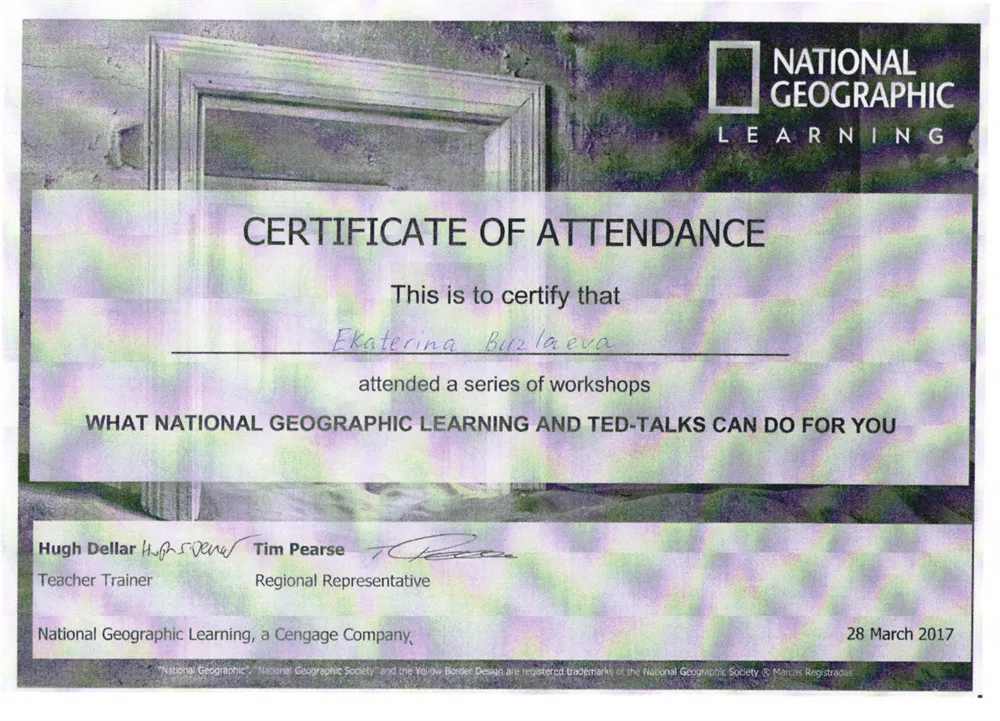 NATIONAL
GEOGRAPHIC
LEARNING
CERTIFICATE OF ATTENDANCE
This is to certify that
Ekaterina Buzlaeva
attended a series of workshops
WHAT NATIONAL GEOGRAPHIC LEARNING AND TED-TALKS CAN DO FOR YOU
Hugh Dellar Hugh Dellar Tim Pearse
Teacher Trainer Regional Representative
National Geographic Learning, a Cengage Company
28 March 2017
"National Geographic", "National Geographic Society" and the Yellow Border Design are registered trademarks of the National Geographic Society ® Marcas Registradas